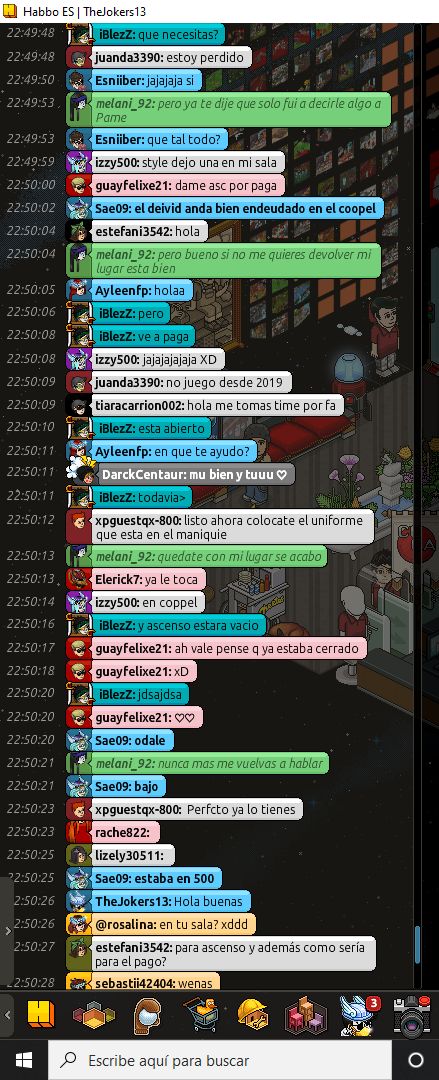 Habbo ES | TheJokers13
22:49:48 iBlezZ: que necesitas?
22:49:48 juanda3390: estoy perdido
22:49:50 Esniiber: jajajaja si
22:49:53 melani_92: pero ya te dije que solo fui a decirle algo a
Pame
22:49:53 Esniiber: que tal todo?
22:49:59 izzy500: style dejo una en mi sala
22:50:00 guayfelixe21: dame asc por paga
22:50:02 Sae09: el deivid anda bien endeudado en el coopel
22:50:04 estefani3542: hola
22:50:04 melani_92: pero bueno si no me quieres devolver mi
lugar esta bien
22:50:05 Ayleenfp: holaa
22:50:06 iBlezZ: pero
22:50:08 iBlezZ: ve a paga
22:50:08 izzy500: jajajajajaja XD
22:50:09 juanda3390: no juego desde 2019
22:50:09 tiaracarrion002: hola me tomas time por fa
22:50:10 iBlezZ: esta abierto
22:50:11 Ayleenfp: en que te ayudo?
22:50:11 DarckCentaur: mu bien y tuuu ♡
22:50:11 iBlezZ: todavia>
22:50:12 xpguestqx-800: listo ahora colocate el uniforme
que esta en el maniquie
22:50:13 melani_92: quedate con mi lugar se acabo
22:50:13 Elerick7: ya le toca
22:50:14 izzy500: en coppel
22:50:16 iBlezZ: y ascenso estara vacio
22:50:17 guayfelixe21: ah vale pense q ya estaba cerrado
22:50:18 guayfelixe21: xD
22:50:20 iBlezZ: jdsajdsa
22:50:20 guayfelixe21: ♡♡
22:50:20 Sae09: odale
22:50:21 melani_92: nunca mas me vuelvas a hablar
22:50:21 Sae09: bajo
22:50:23 xpguestqx-800: Perfcto ya lo tienes
22:50:23 rache822:
22:50:25 lizely30511:
22:50:25 Sae09: estaba en 500
22:50:26 TheJokers13: Hola buenas
22:50:26 @rosalina: en tu sala? xddd
22:50:27 estefani3542: para ascenso y además como sería
para el pago?
22:50:28 sebastii42404: wenas
3
Escribe aquí para buscar